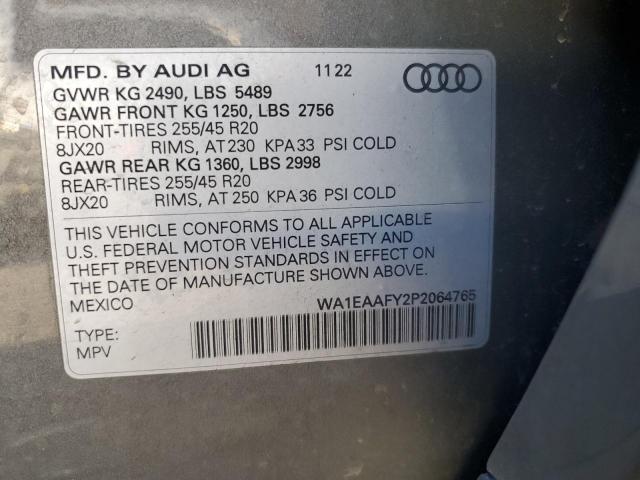 MFD. BY AUDI AG 11 22
GVWR KG 2490, LBS 5489
GAWR FRONT KG 1250, LBS 2756
FRONT-TIRES 255/45 R20
8JX20 RIMS, AT 230 KPA 33 PSI COLD
GAWR REAR KG 1360, LBS 2998
REAR-TIRES 255/45 R20
8JX20 RIMS, AT 250 KPA 36 PSI COLD
THIS VEHICLE CONFORMS TO ALL APPLICABLE
U.S. FEDERAL MOTOR VEHICLE SAFETY AND
THEFT PREVENTION STANDARDS IN EFFECT ON
THE DATE OF MANUFACTURE SHOWN ABOVE.
MEXICO WA1EAAFY2P2064765
TYPE:
MPV